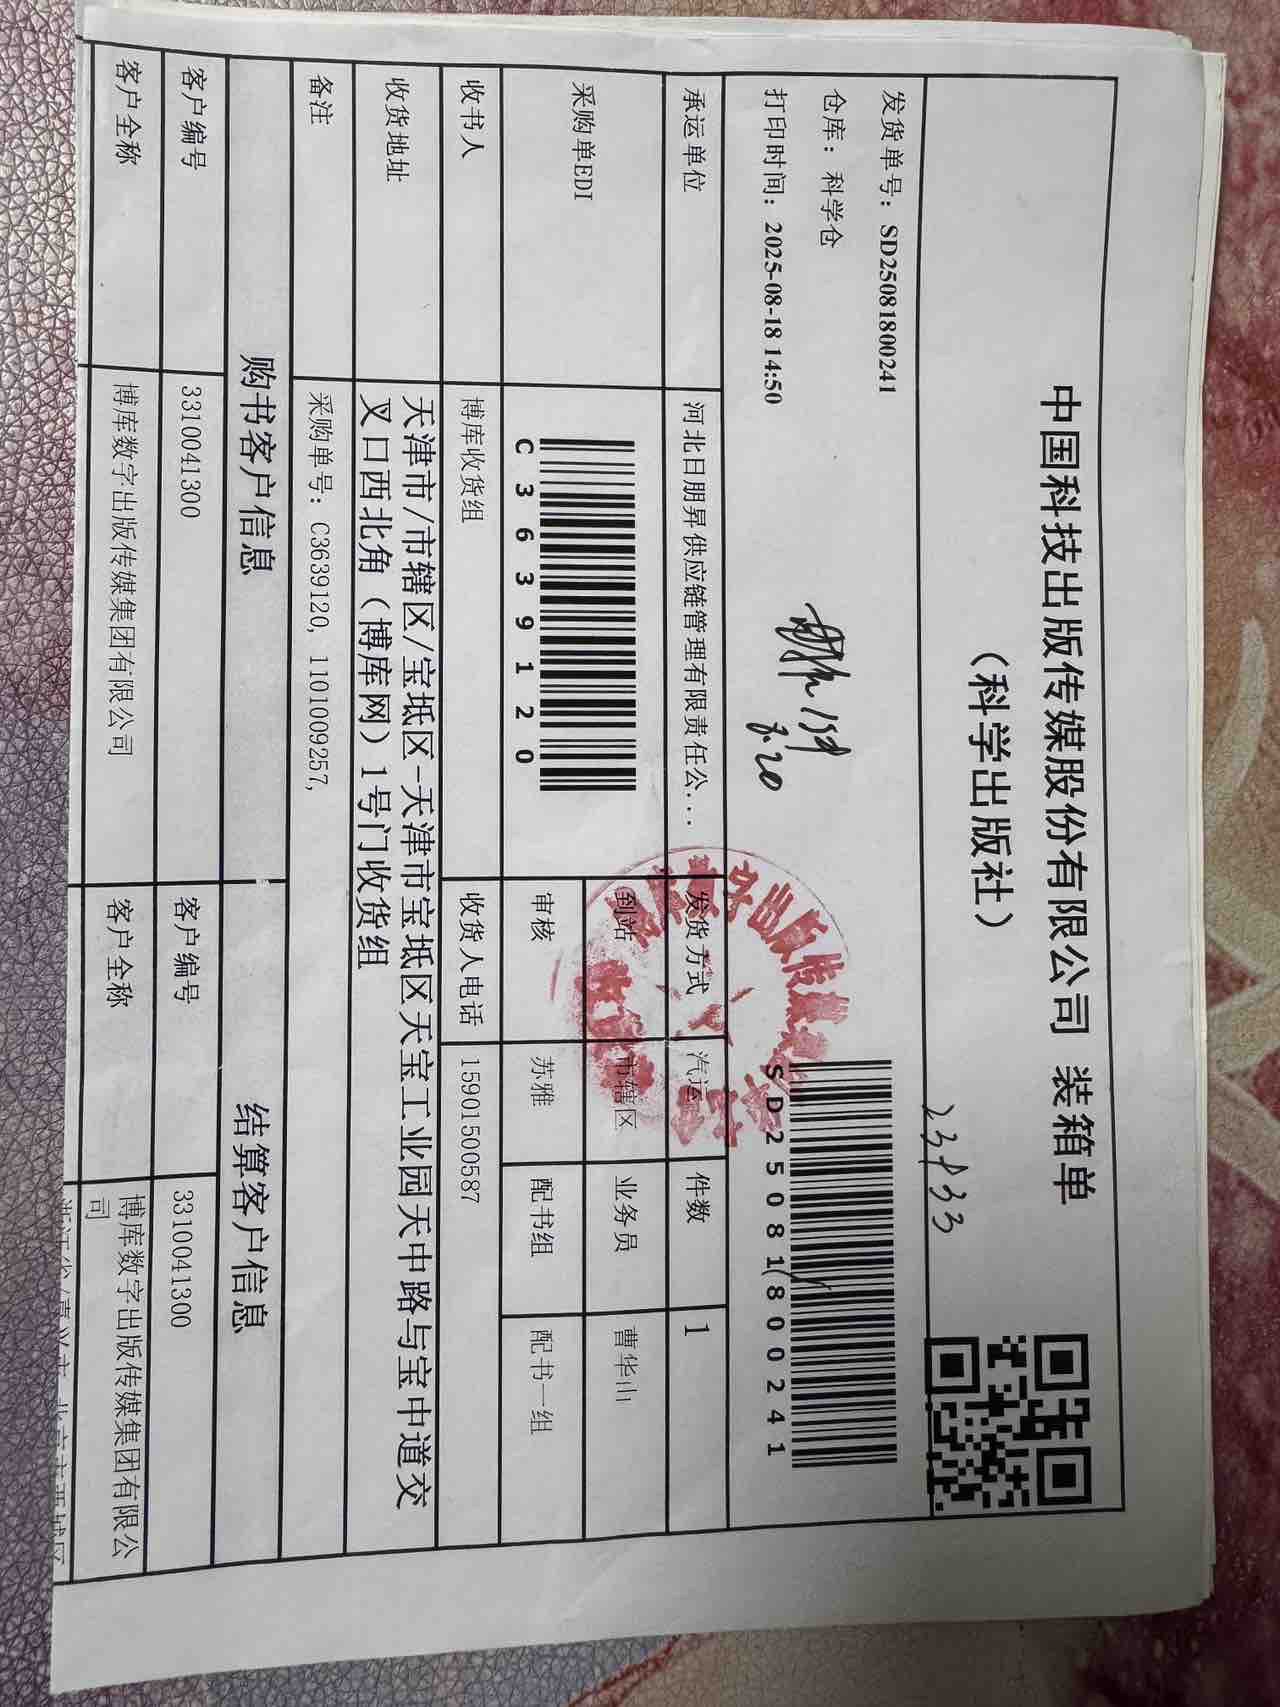 中国科技出版传媒股份有限公司 装箱单
（科学出版社）
发货单号：SD2508180024​1
仓库：科学仓
打印时间：2025-08-18 14:50
SD25081800241
8.20
承运单位 河北日朋昇供应链管理有限责任公... 发货方式 汽运 件数 1
采购单EDI C3639120 到站 市辖区 业务员 曹华山
审核 苏雅 配书组 配书一组
收书人 博库收货组 收货人电话 15901500587
收货地址 天津市/市辖区/宝坻区-天津市宝坻区天宝工业园天中路与宝中道交
叉口西北角（博库网）1号门收货组
备注 采购单号：C3639120, 1101009257,
购书客户信息 结算客户信息
客户编号 3310041300 客户编号 3310041300
客户全称 博库数字出版传媒集团有限公司 客户全称 博库数字出版传媒集团有限公
司